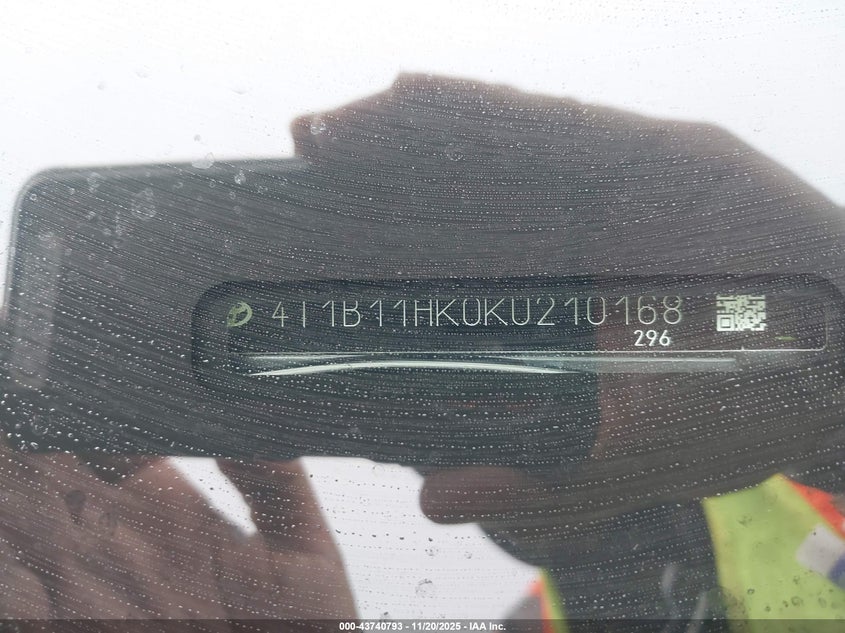 4T1B11HK0KU210168
296
000-43740793 - 11/20/2025 - IAA Inc.